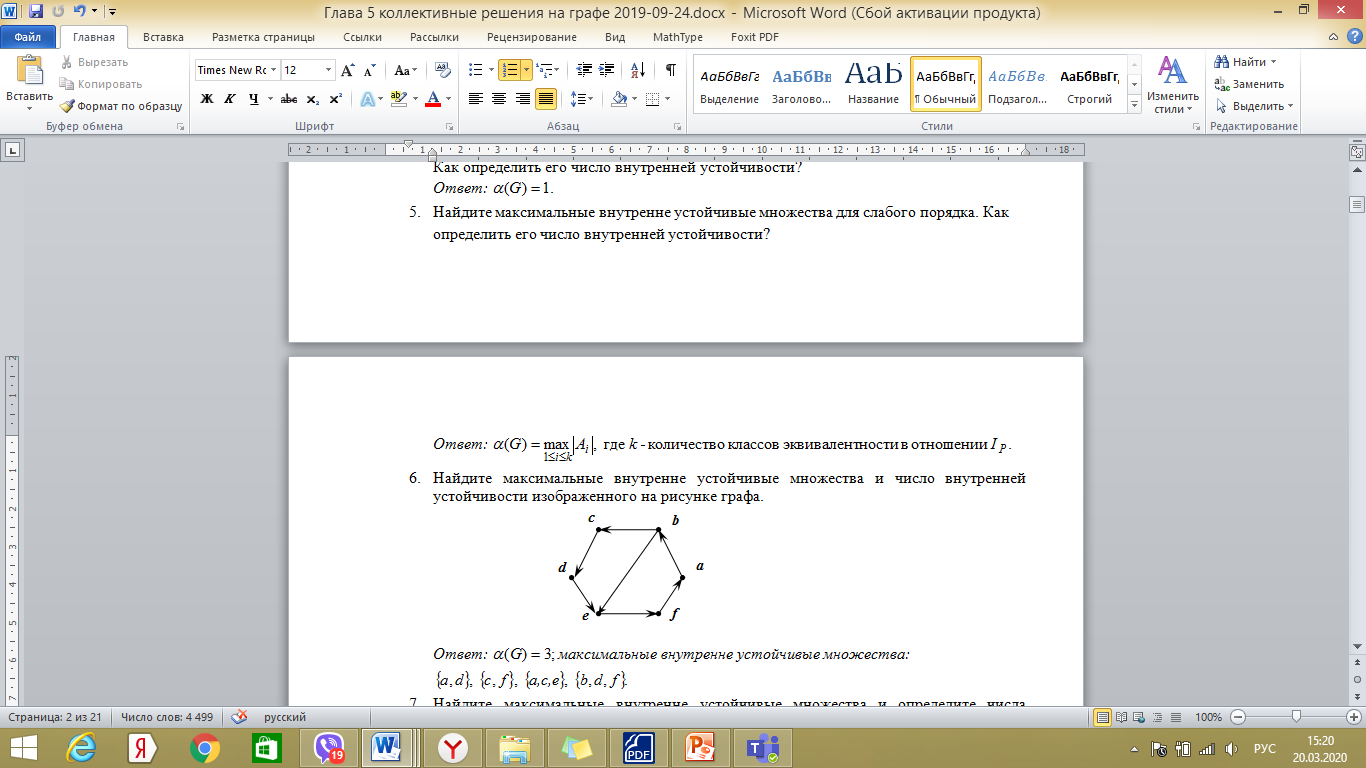 Глава 5 коллективные решения на графе 2019-09-24.docx - Microsoft Word (Сбой активации продукта)
Файл Главная Вставка Разметка страницы Ссылки Рассылки Рецензирование Вид MathType Foxit PDF
Вставить
Вырезать
Копировать
Формат по образцу
Буфер обмена
Times New Ro 12
Ж К Ч abc x₂ x²
Шрифт
Абзац
АаБбВвГг АаБбВв АаБ АаБбВвГг, АаБбВв АаБбВвГг,
Выделение Заголово... Название ¶ Обычный Подзагол... Строгий
Стили
Изменить стили
Найти
Заменить
Выделить
Редактирование
Как определить его число внутренней устойчивости?
Ответ: α(G) = 1.
5. Найдите максимальные внутренне устойчивые множества для слабого порядка. Как
определить его число внутренней устойчивости?
Ответ: α(G) = max |A_i|, где k - количество классов эквивалентности в отношении I_P.
1≤i≤k
6. Найдите максимальные внутренне устойчивые множества и число внутренней
устойчивости изображенного на рисунке графа.
c b
d a
e f
Ответ: α(G) = 3; максимальные внутренне устойчивые множества:
{a, d}, {c, f}, {a,c,e}, {b, d, f}.
7. Найдите максимальные внутренне устойчивые множества и определите числа
Страница: 2 из 21 Число слов: 4 499 русский 100%
19
PDF
РУС
15:20
20.03.2020